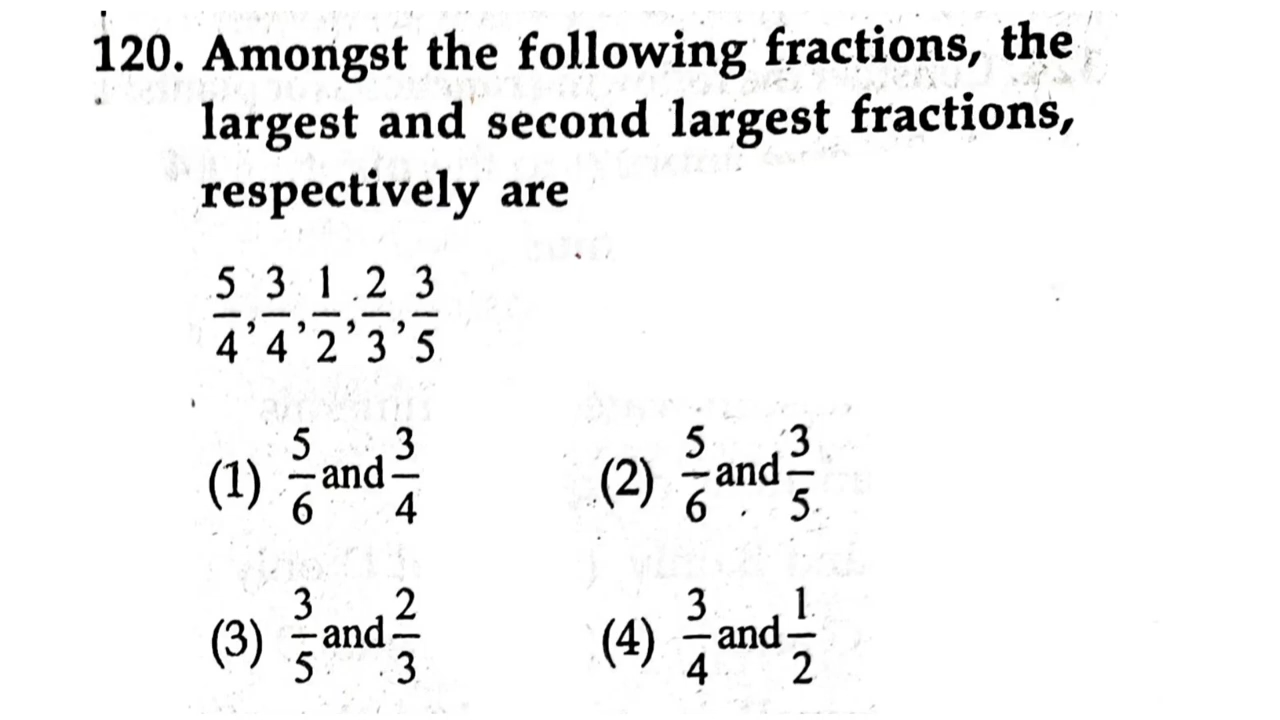 120. Amongst the following fractions, the
largest and second largest fractions,
respectively are
5/4, 3/4, 1/2, 2/3, 3/5
(1) 5/6 and 3/4 (2) 5/6 and 3/5
(3) 3/5 and 2/3 (4) 3/4 and 1/2